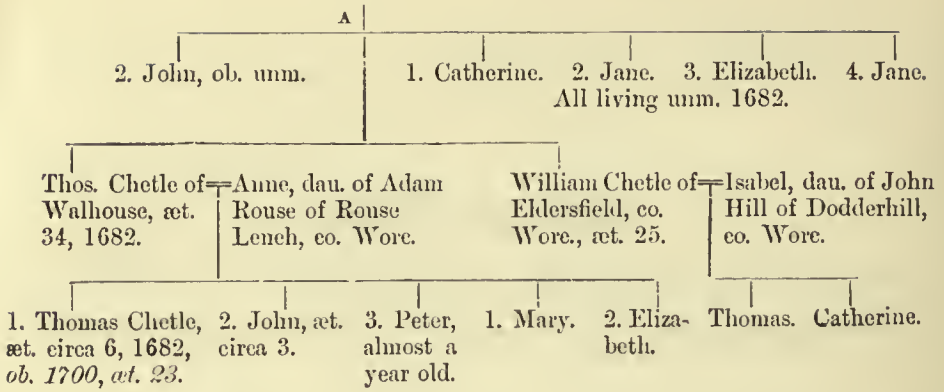 A
2. John, ob. unm.
1. Catherine. 2. Jane. 3. Elizabeth. 4. Jane.
All living unm. 1682.
Thos. Chetle of
Walhouse, æt.
34, 1682.
Anne, dau. of Adam
Rouse of Rouse
Lench, co. Worc.
William Chetle of
Eldersfield, co.
Worc., æt. 25.
Isabel, dau. of John
Hill of Dodderhill,
co. Worc.
1. Thomas Chetle,
æt. circa 6, 1682,
ob. 1700, æt. 23.
2. John, æt.
circa 3.
3. Peter,
almost a
year old.
1. Mary.
2. Eliza-
beth.
Thomas. Catherine.